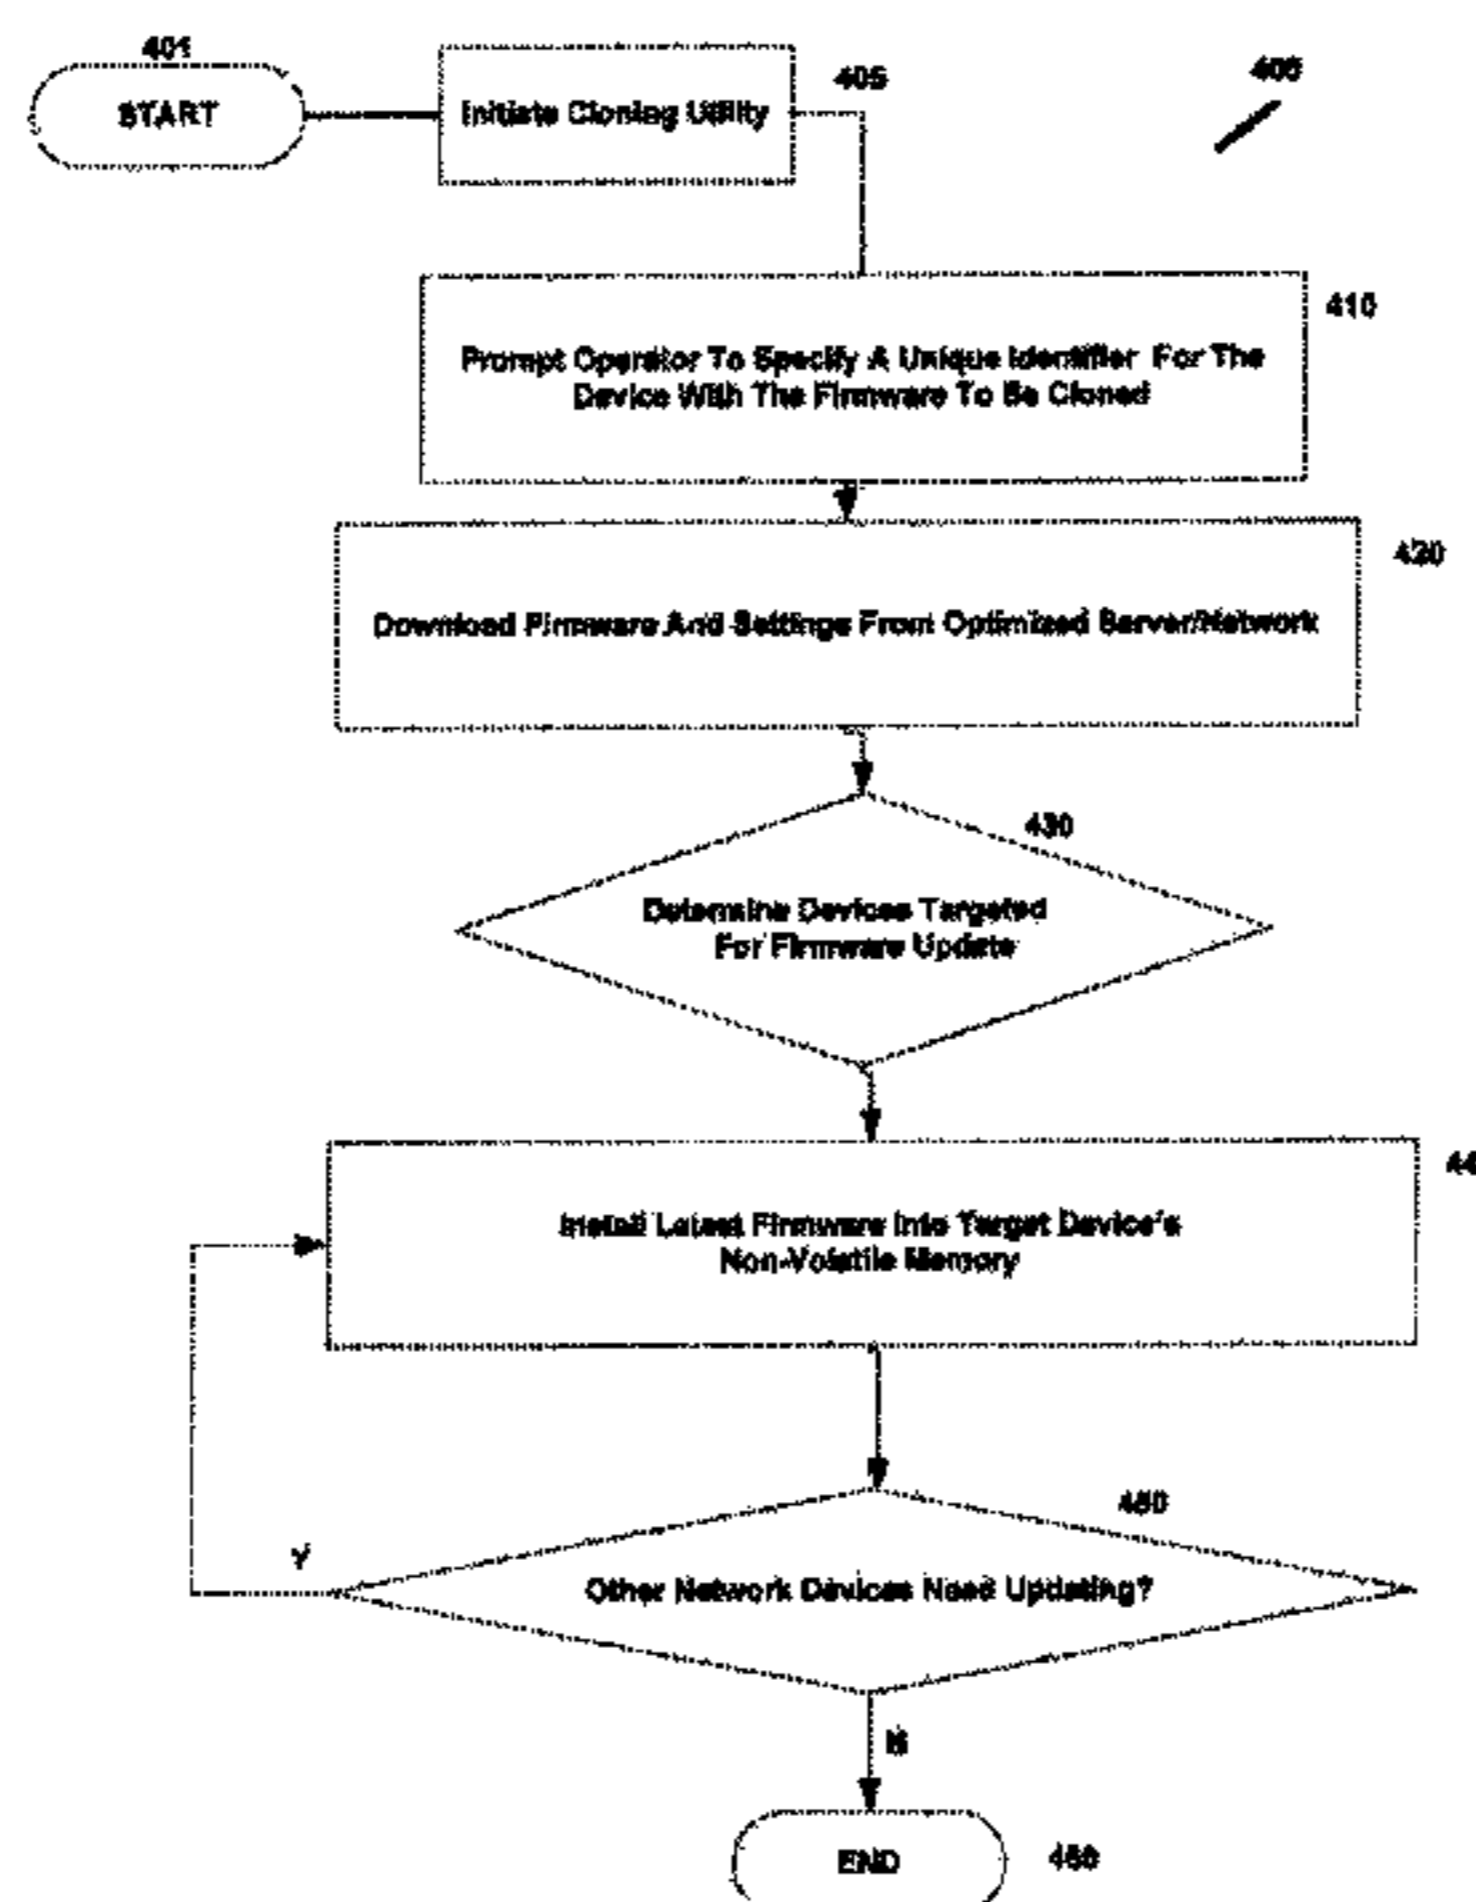 401
START
Initiate Cloning Utility
405
400
410
Prompt Operator To Specify A Unique Identifier For The
Device With The Firmware To Be Cloned
420
Download Firmware And Settings From Optimized Server/Network
430
Determine Devices Targeted
For Firmware Update
44
Install Latest Firmware Into Target Device's
Non-Volatile Memory
Y
Other Network Devices Need Updating?
N
END